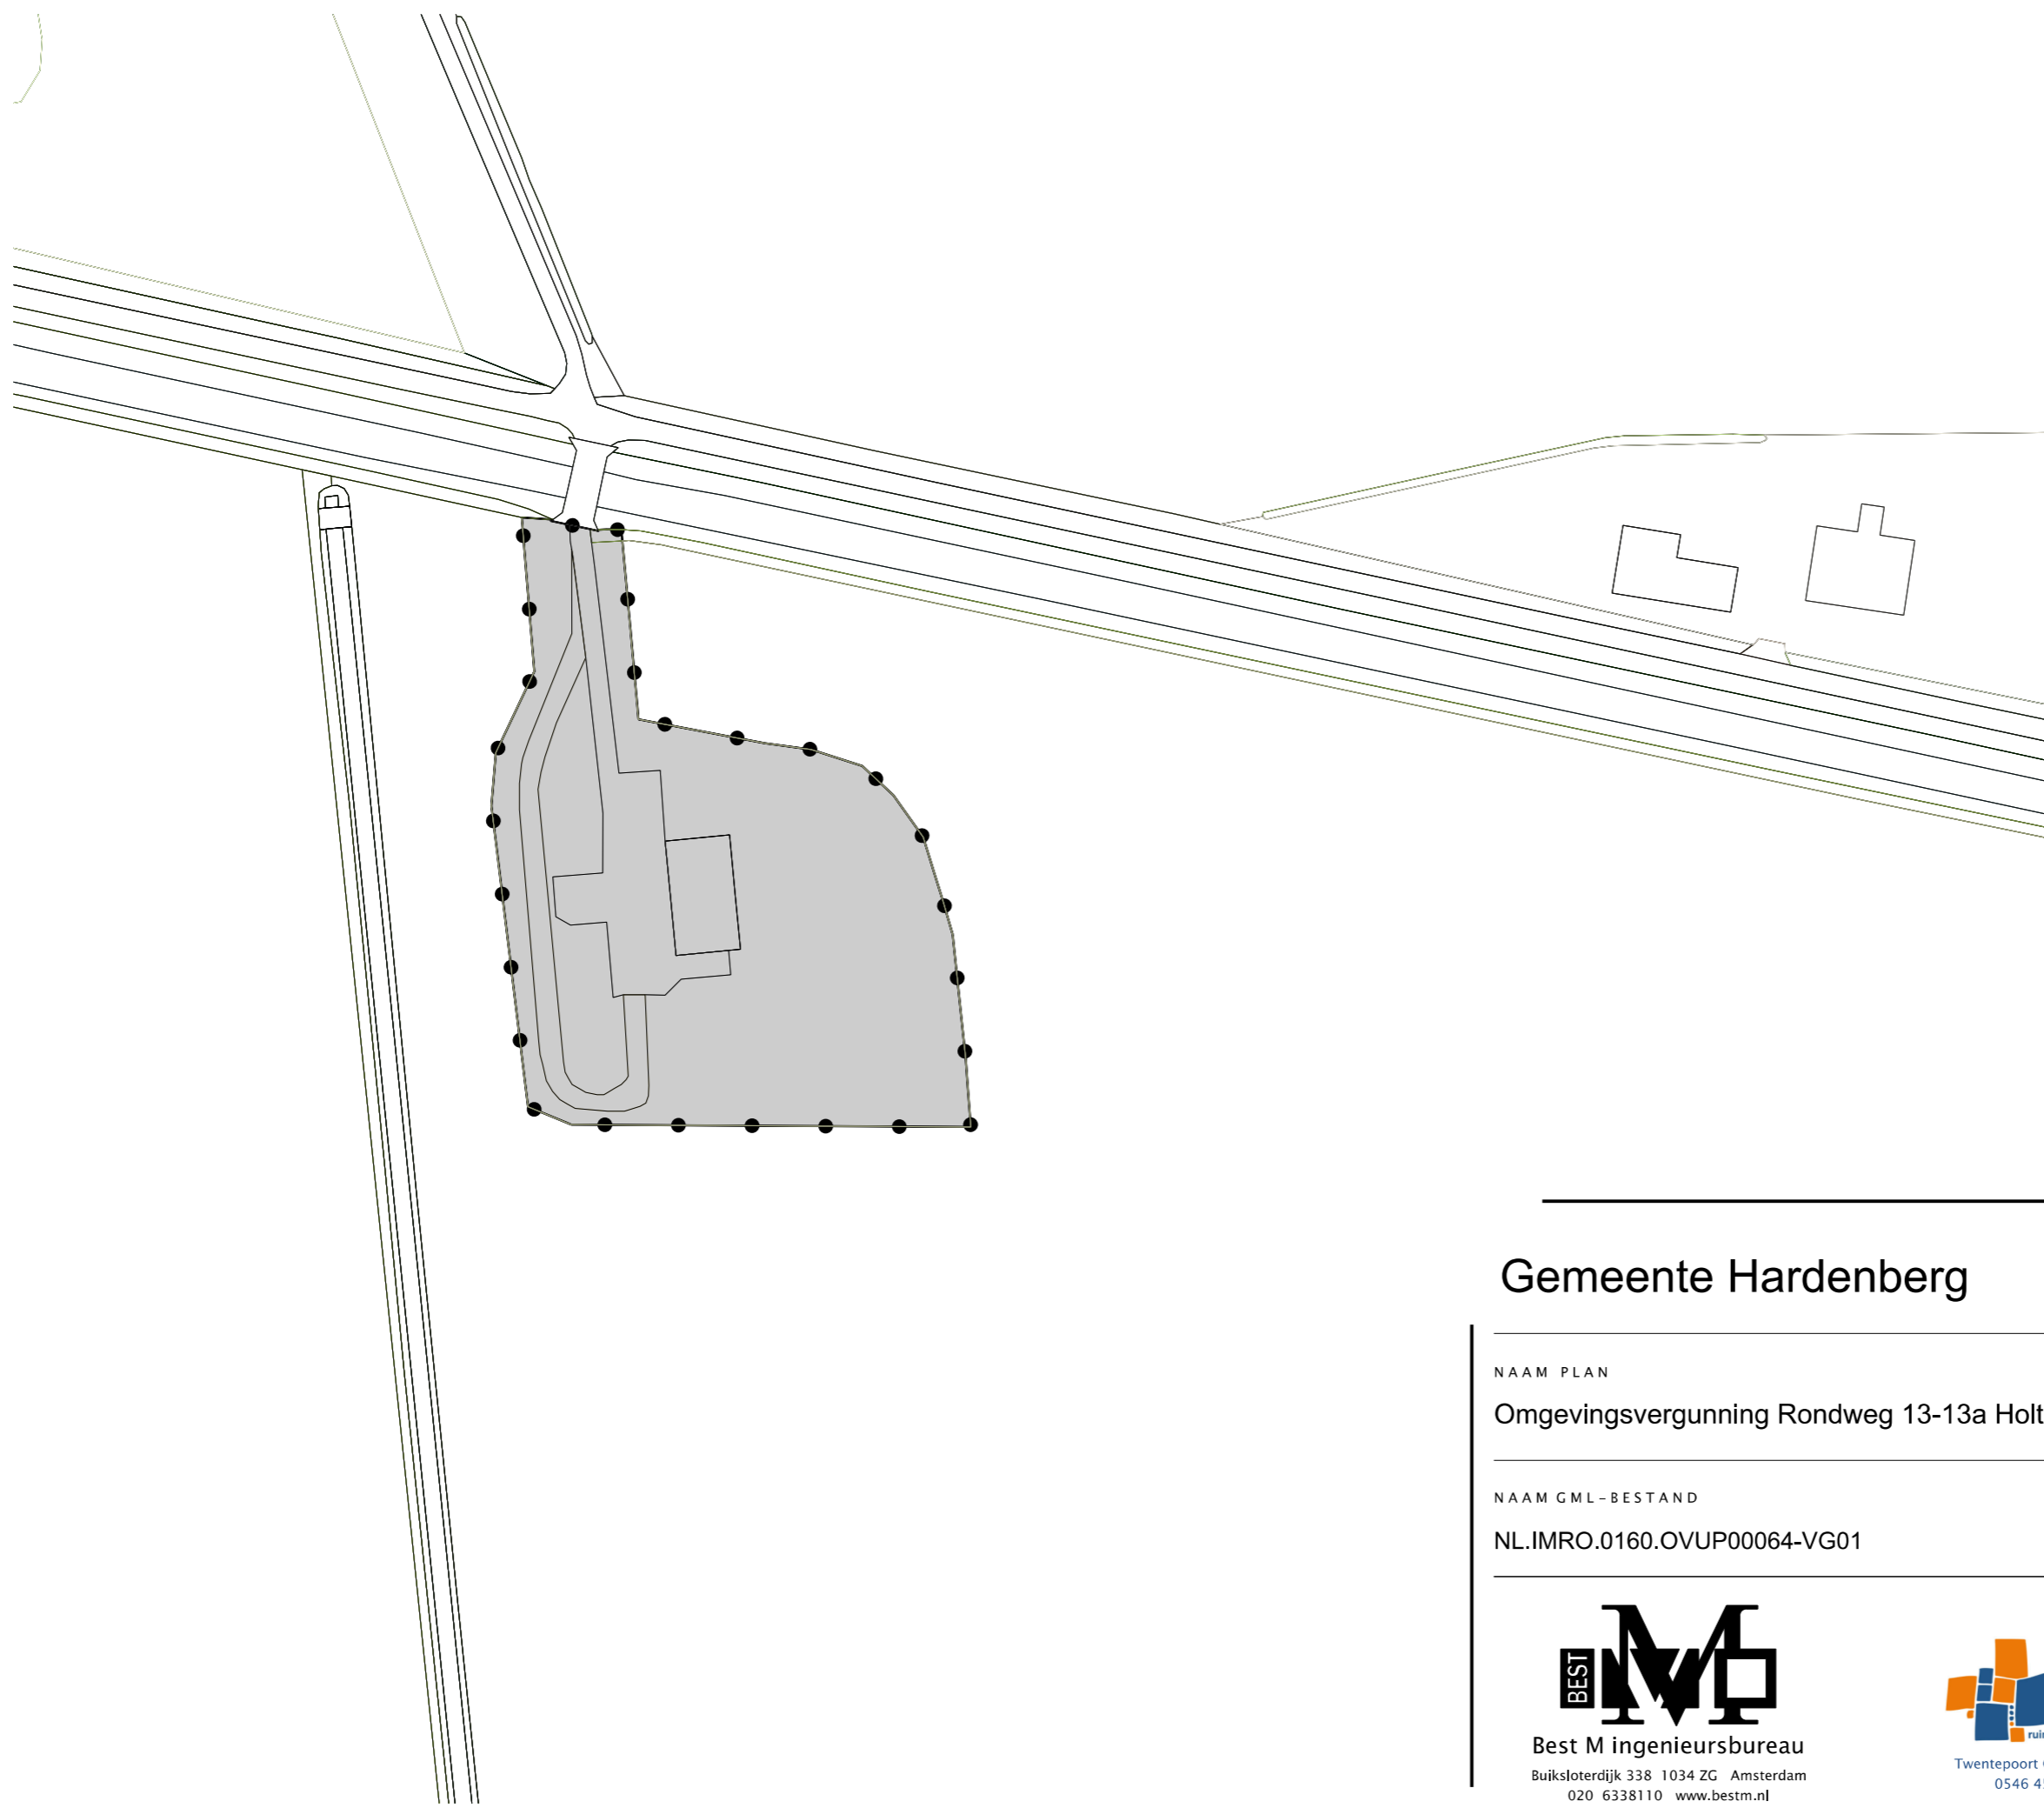 Gemeente Hardenberg
NAAM PLAN
Omgevingsvergunning Rondweg 13-13a
NAAM GML-BESTAND
NL.IMRO.0160.OVUP00064-VG01
BEST
Best M ingenieursbureau
Buiksloterdijk 338 1034 ZG Amsterdam
020 6338110 www.bestm.nl
Twentepoort
0546